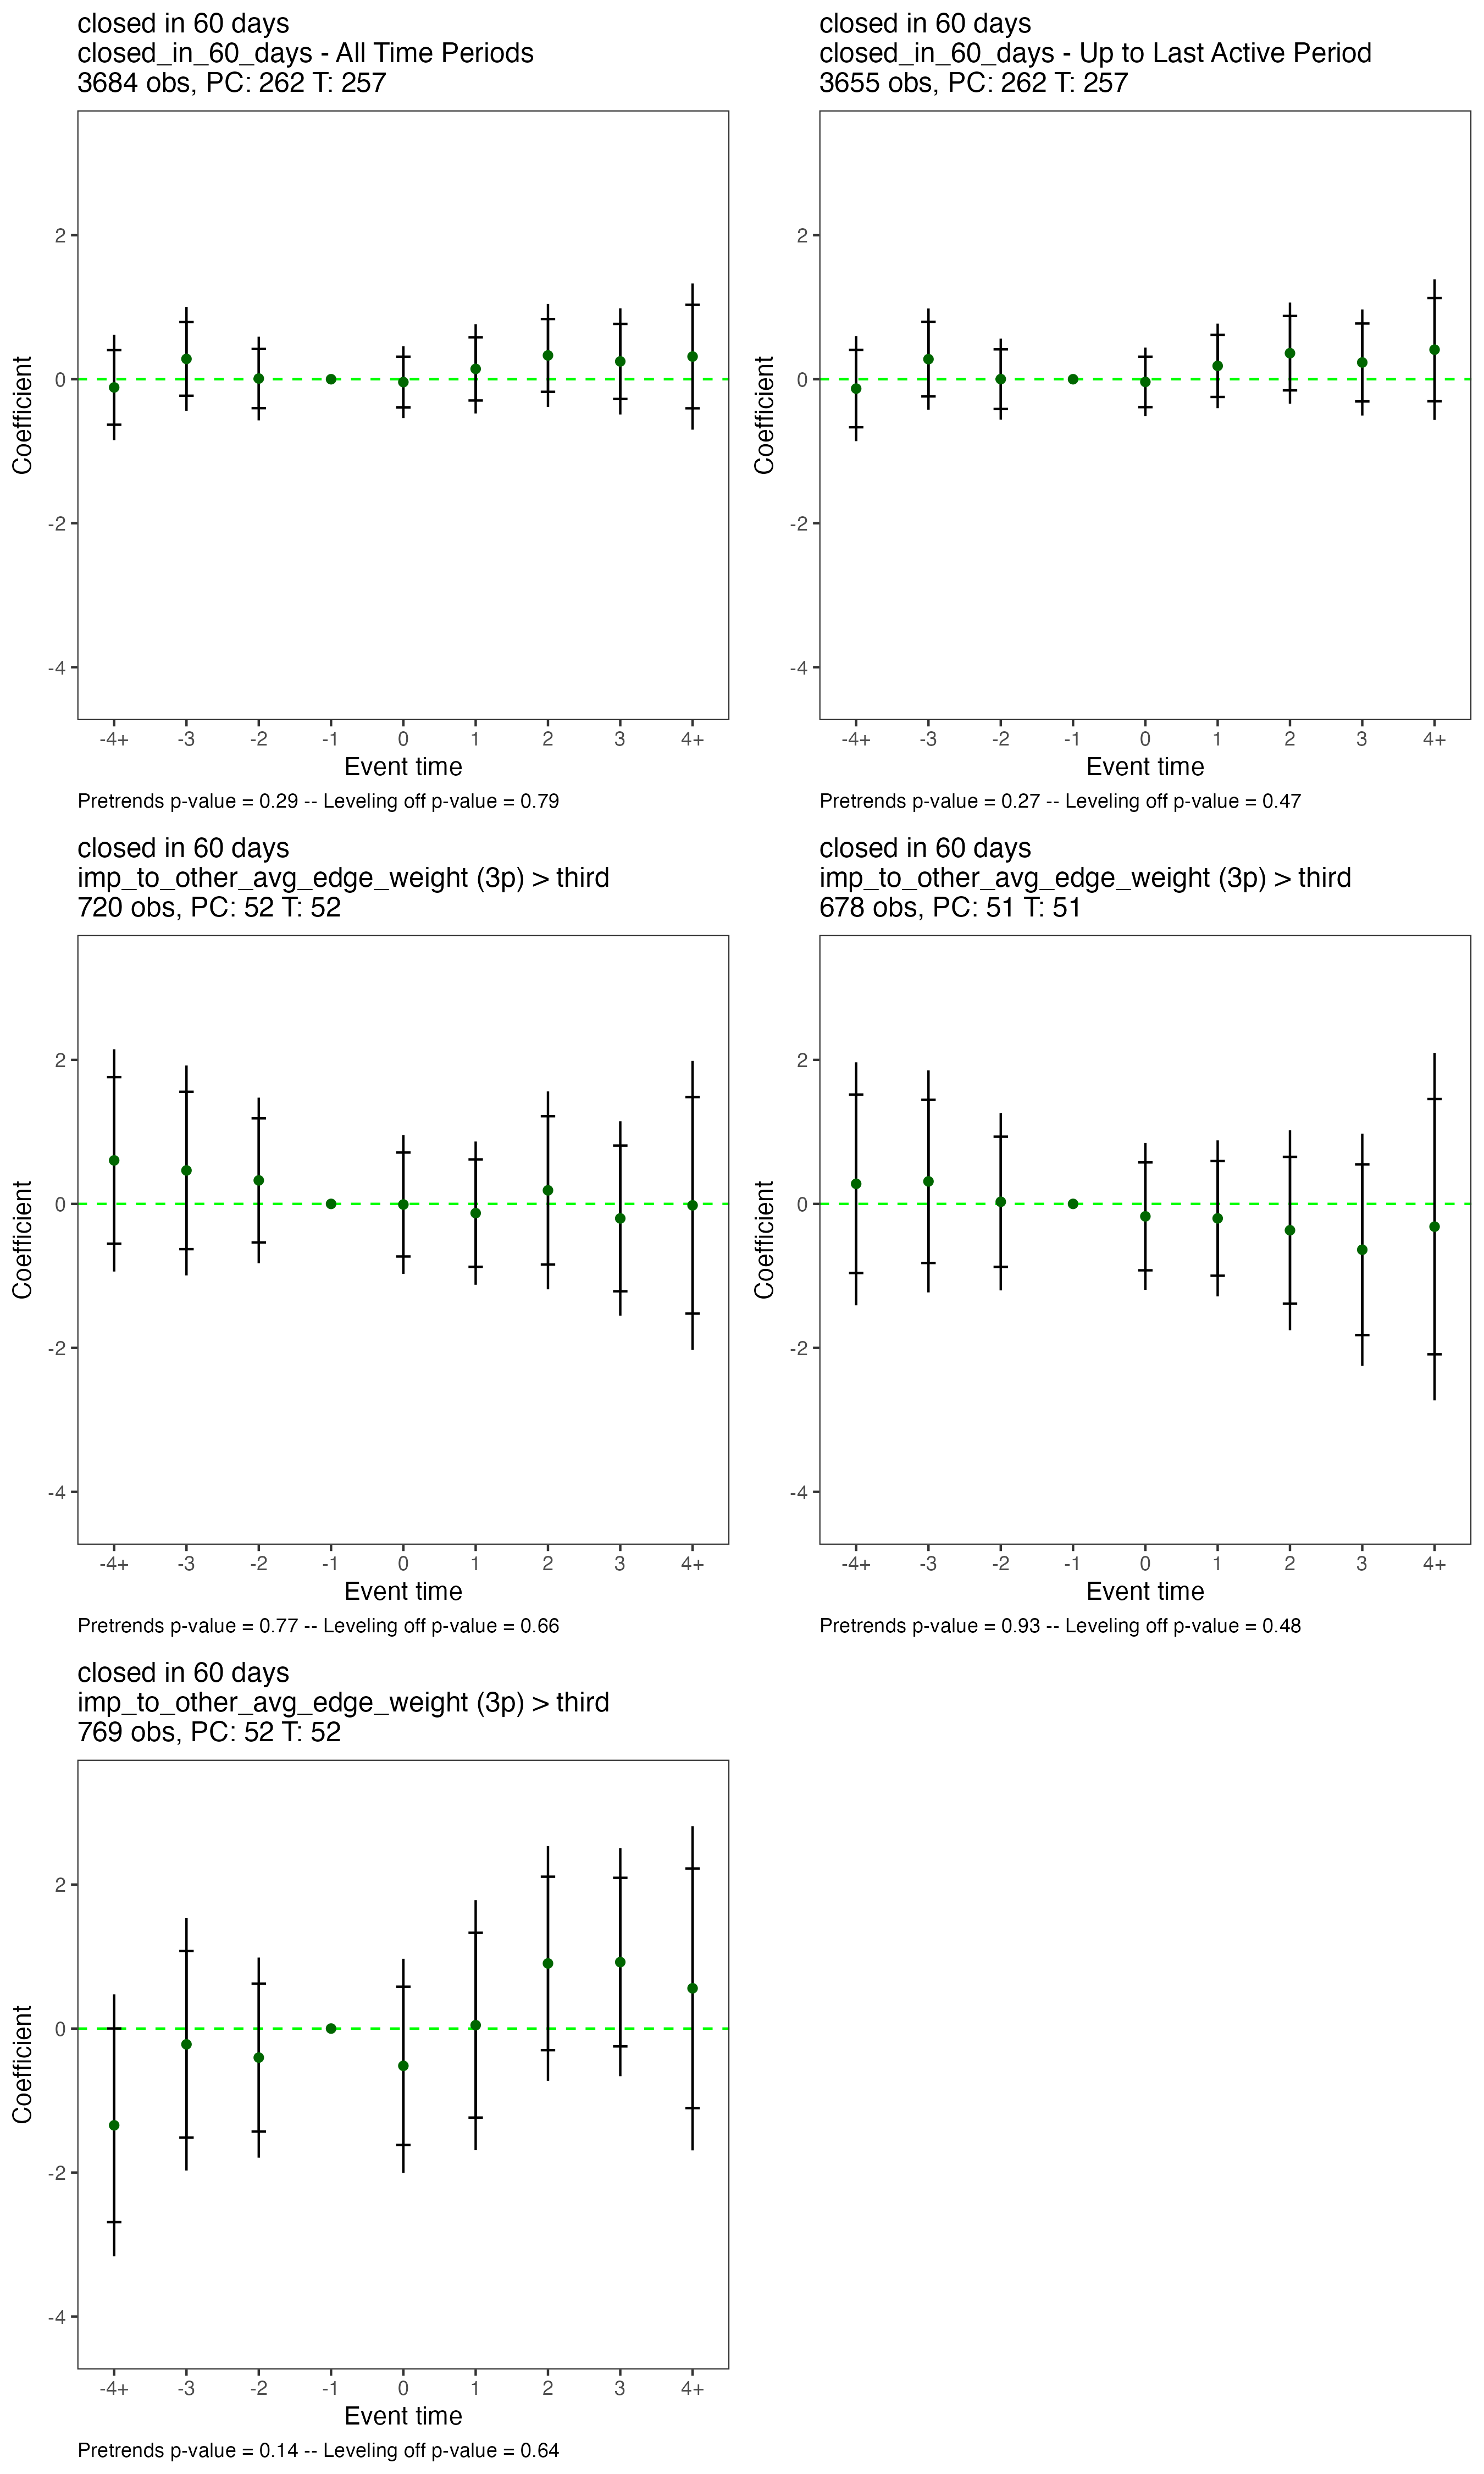 closed in 60 days
closed_in_60_days - All Time Periods
3684 obs, PC: 262 T: 257
Coefficient
2
0
-2
-4
-4+ -3 -2 -1 0 1 2 3 4+
Event time
Pretrends p-value = 0.29 -- Leveling off p-value = 0.79
closed in 60 days
closed_in_60_days - Up to Last Active Period
3655 obs, PC: 262 T: 257
Coefficient
2
0
-2
-4
-4+ -3 -2 -1 0 1 2 3 4+
Event time
Pretrends p-value = 0.27 -- Leveling off p-value = 0.47
closed in 60 days
imp_to_other_avg_edge_weight (3p) > third
720 obs, PC: 52 T: 52
Coefficient
2
0
-2
-4
-4+ -3 -2 -1 0 1 2 3 4+
Event time
Pretrends p-value = 0.77 -- Leveling off p-value = 0.66
closed in 60 days
imp_to_other_avg_edge_weight (3p) > third
678 obs, PC: 51 T: 51
Coefficient
2
0
-2
-4
-4+ -3 -2 -1 0 1 2 3 4+
Event time
Pretrends p-value = 0.93 -- Leveling off p-value = 0.48
closed in 60 days
imp_to_other_avg_edge_weight (3p) > third
769 obs, PC: 52 T: 52
Coefficient
2
0
-2
-4
-4+ -3 -2 -1 0 1 2 3 4+
Event time
Pretrends p-value = 0.14 -- Leveling off p-value = 0.64